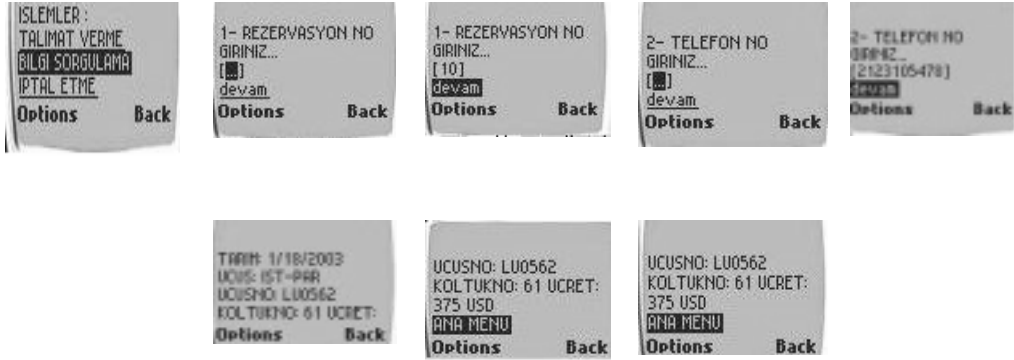 ISLEMLER :
TALIMAT VERME
BILGI SORGULAMA
IPTAL ETME
Options Back
1- REZERVASYON NO
GIRINIZ...
[...]
devam
Options Back
1- REZERVASYON NO
GIRINIZ...
[10]
devam
Options Back
2- TELEFON NO
GIRINIZ...
[...]
devam
Options Back
2- TELEFON NO
GIRINIZ...
[2123105478]
devam
Options Back
TARIH: 1/18/2003
UCUS: IST-PAR
UCUSNO: LU0562
KOLTUKNO: 61 UCRET:
Options Back
UCUSNO: LU0562
KOLTUKNO: 61 UCRET:
375 USD
ANA MENU
Options Back
UCUSNO: LU0562
KOLTUKNO: 61 UCRET:
375 USD
ANA MENU
Options Back